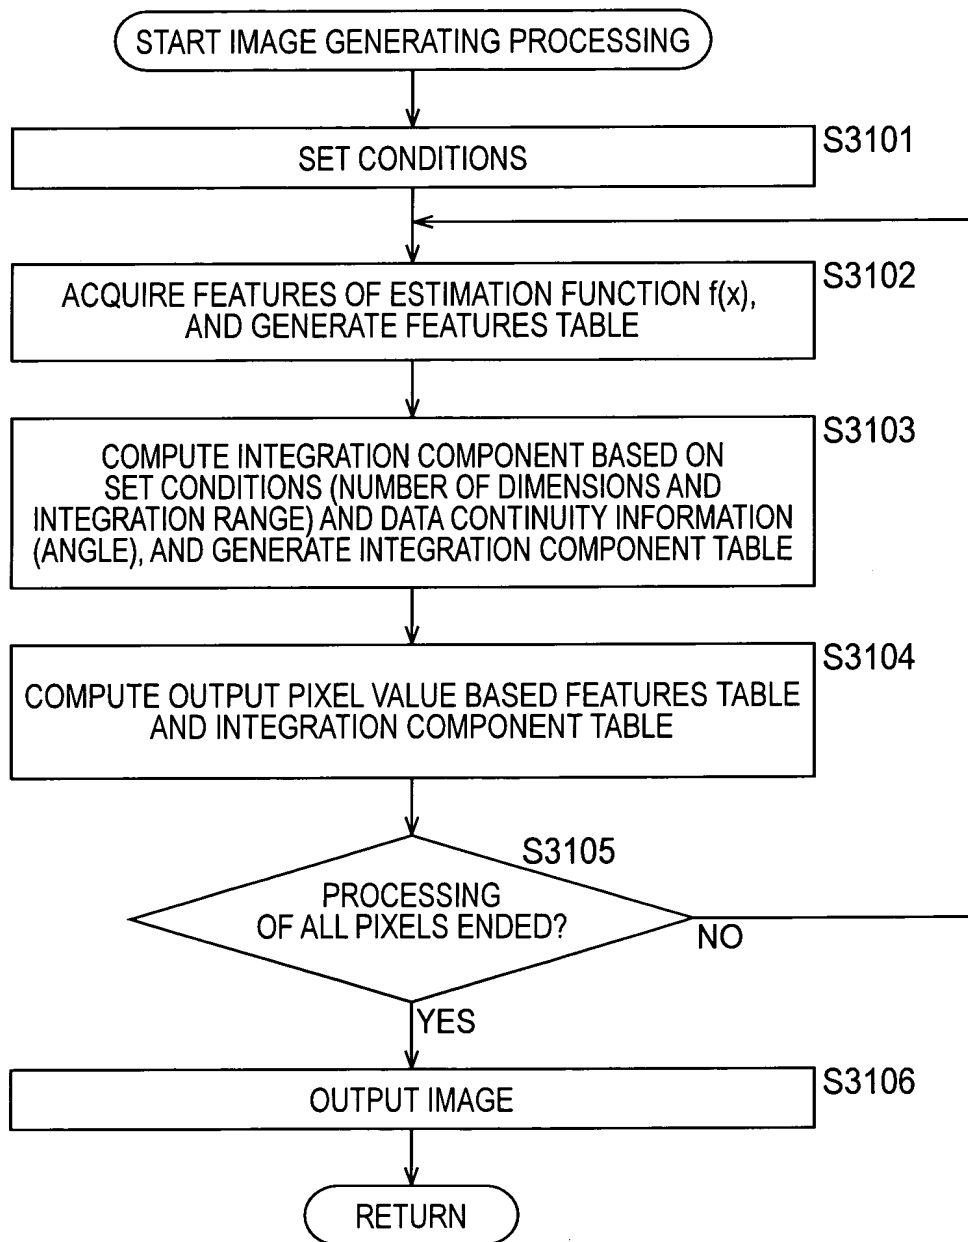 START IMAGE GENERATING PROCESSING
S3101
SET CONDITIONS
S3102
ACQUIRE FEATURES OF ESTIMATION FUNCTION f(x),
AND GENERATE FEATURES TABLE
S3103
COMPUTE INTEGRATION COMPONENT BASED ON
SET CONDITIONS (NUMBER OF DIMENSIONS AND
INTEGRATION RANGE) AND DATA CONTINUITY INFORMATION
(ANGLE), AND GENERATE INTEGRATION COMPONENT TABLE
S3104
COMPUTE OUTPUT PIXEL VALUE BASED FEATURES TABLE
AND INTEGRATION COMPONENT TABLE
S3105
PROCESSING
OF ALL PIXELS ENDED?
NO
YES
S3106
OUTPUT IMAGE
RETURN